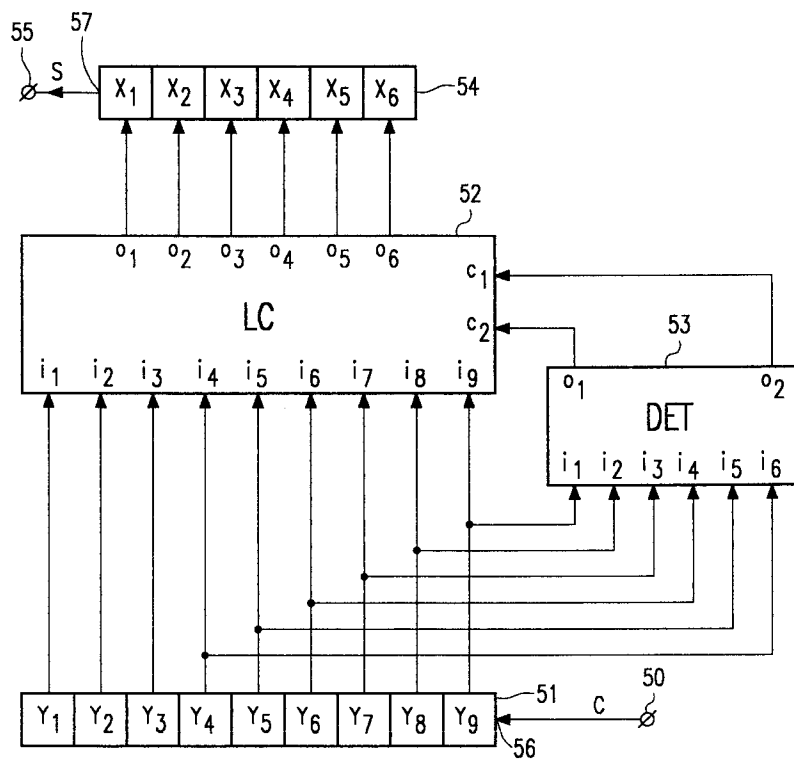 55
57
S
X1 X2 X3 X4 X5 X6
54
52
o1 o2 o3 o4 o5 o6
c1
LC
c2
53
i1 i2 i3 i4 i5 i6 i7 i8 i9
o1 o2
DET
i1 i2 i3 i4 i5 i6
51
50
Y1 Y2 Y3 Y4 Y5 Y6 Y7 Y8 Y9
C
56